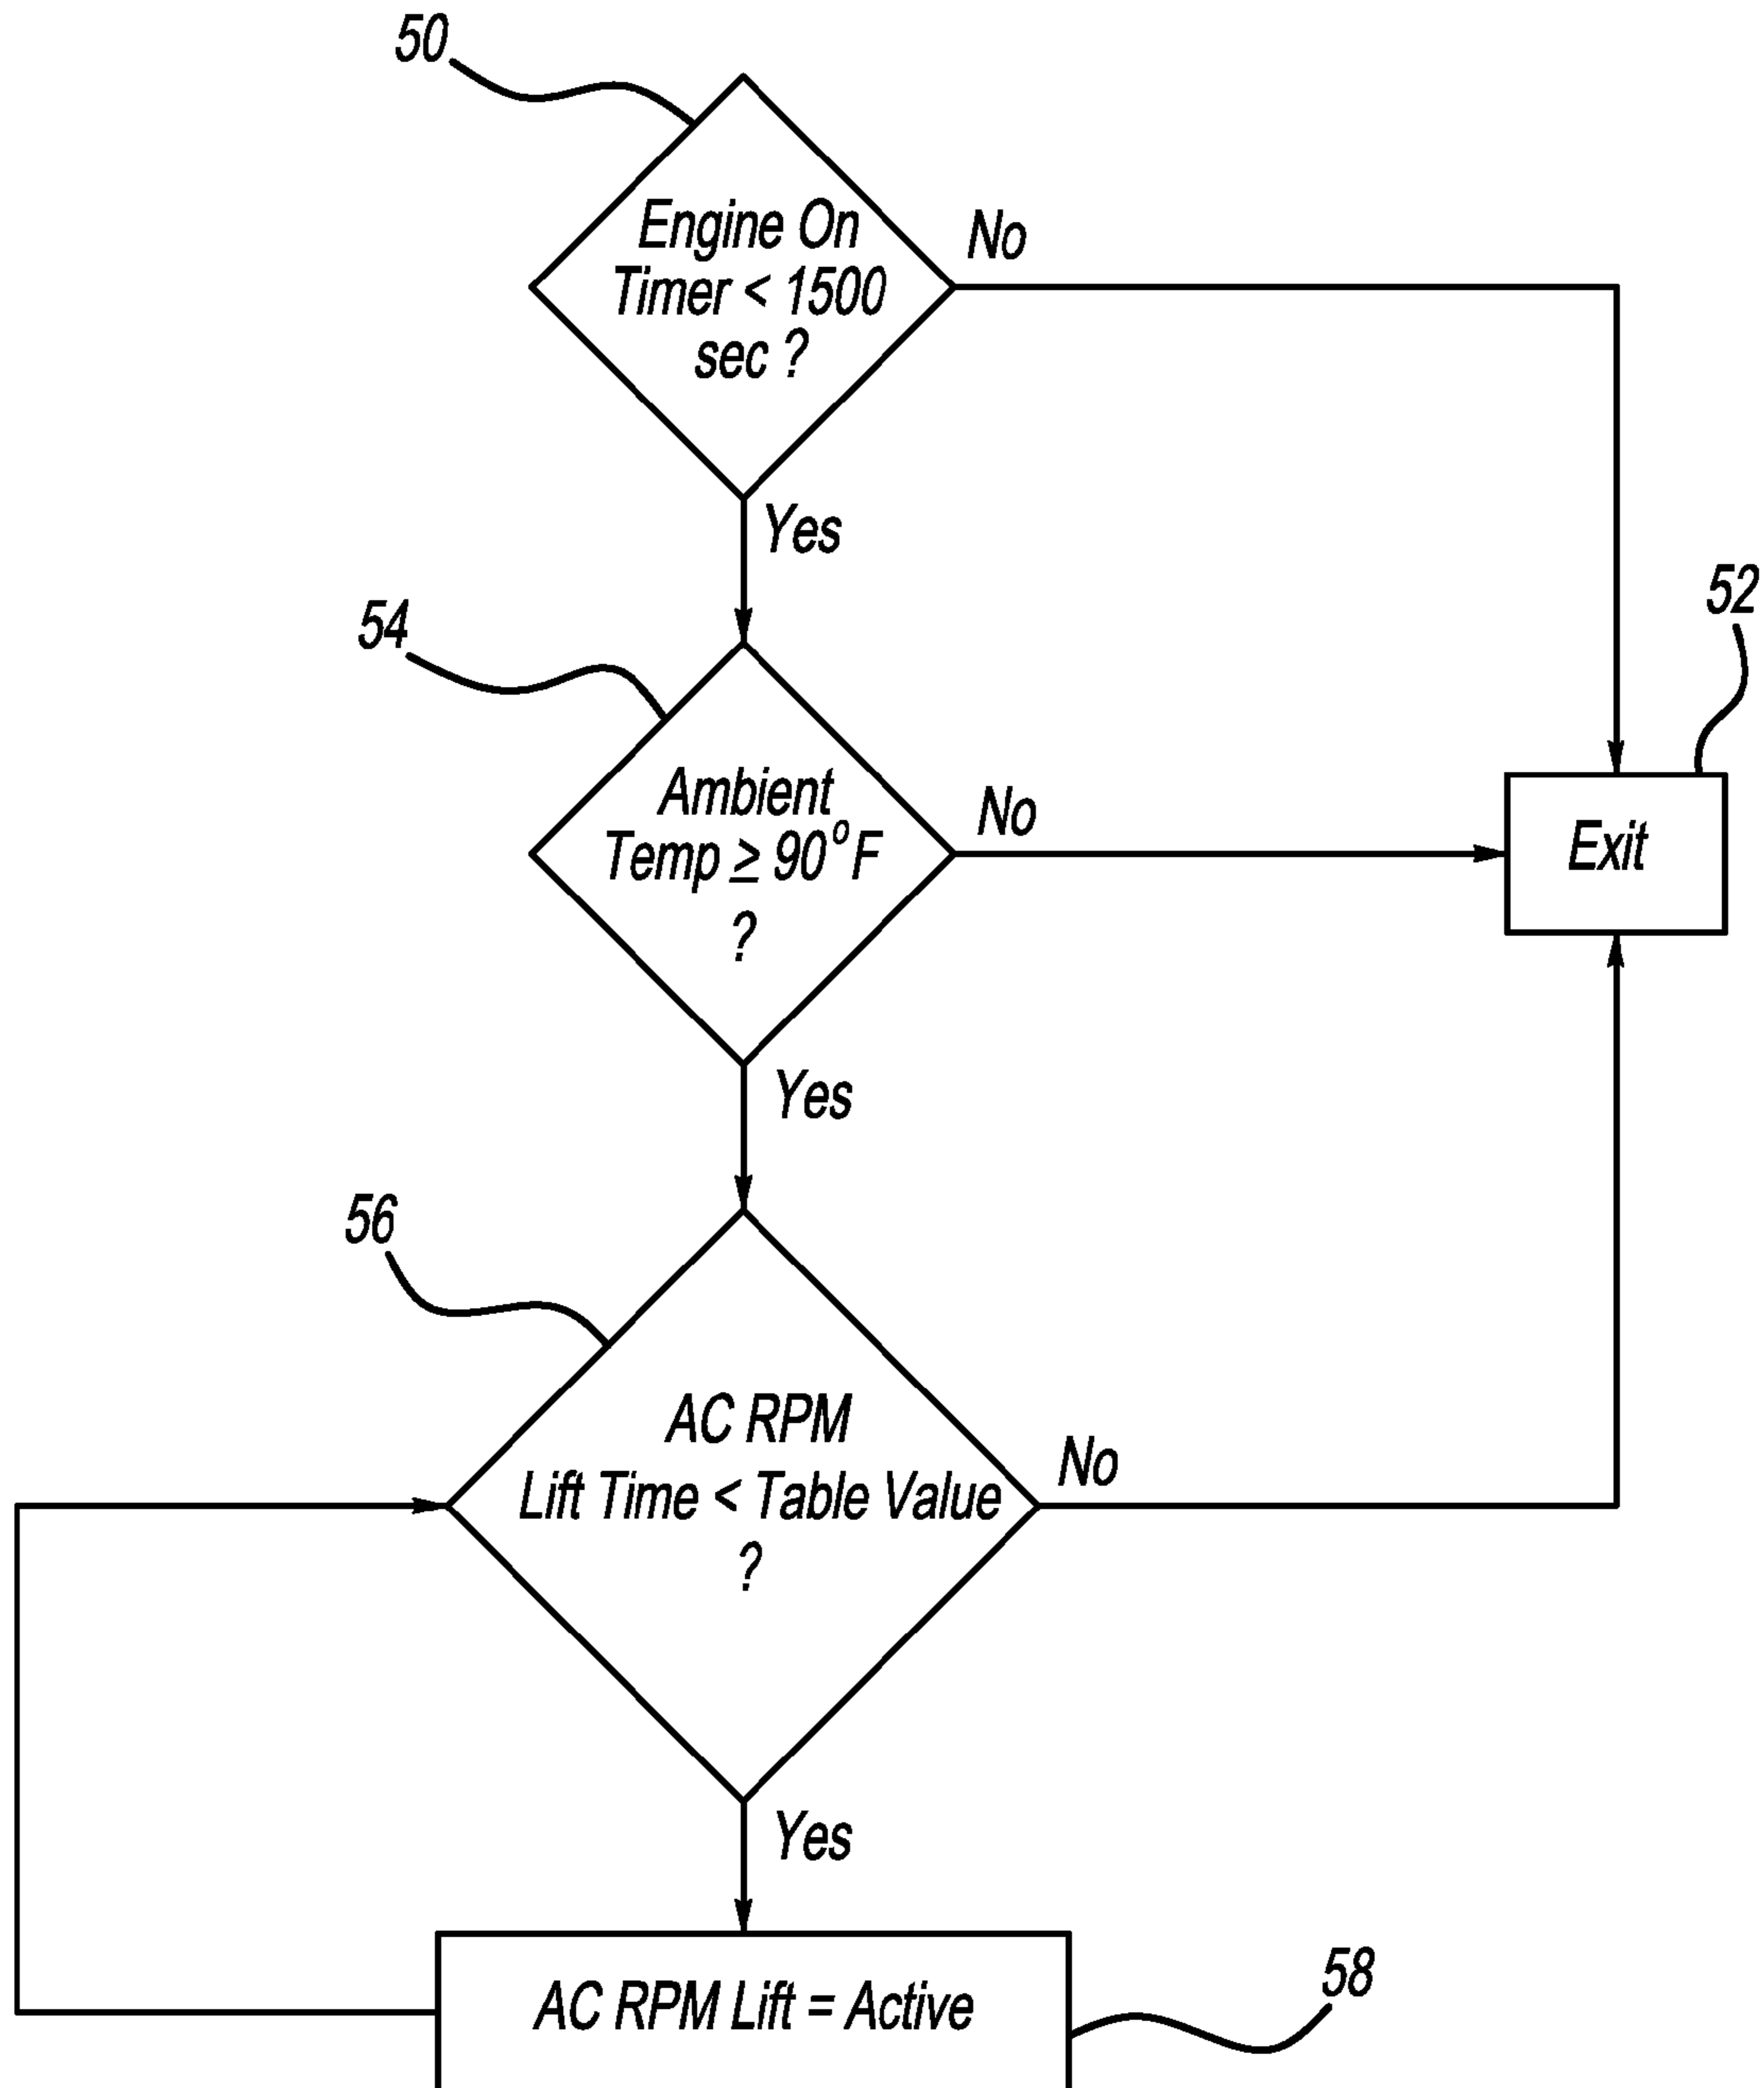 50
Engine On
Timer < 1500
sec ?
No
Yes
52
54
Ambient
Temp ≥ 90°F
?
No
Exit
Yes
56
AC RPM
Lift Time < Table Value
?
No
Yes
58
AC RPM Lift = Active